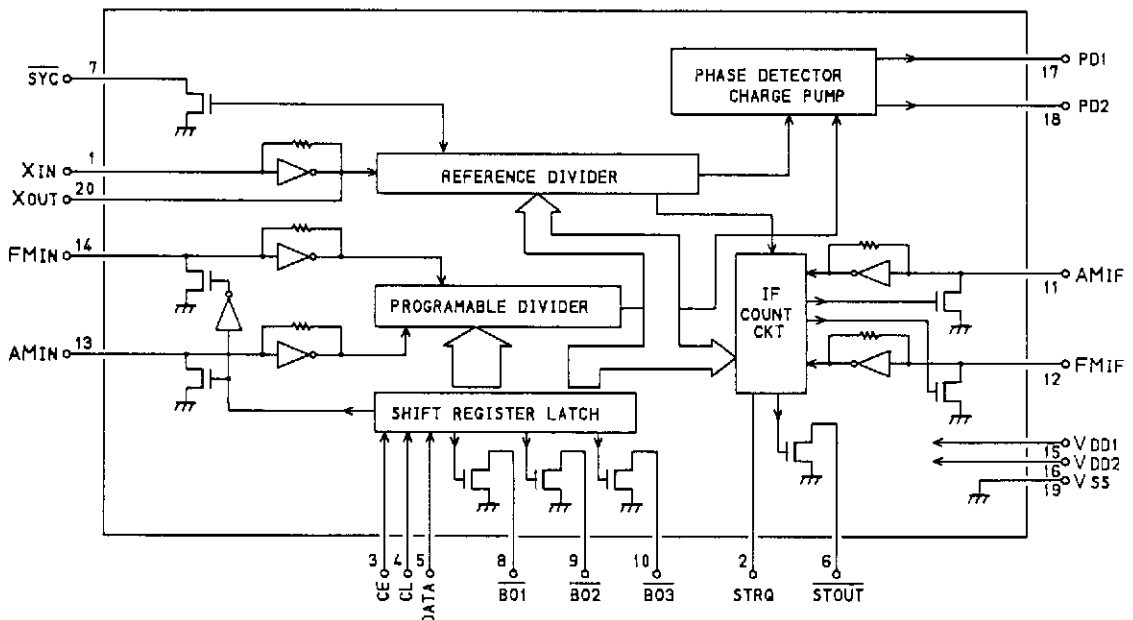 7
SYC
PHASE DETECTOR
CHARGE PUMP
17
PD1
18
PD2
1
XIN
20
XOUT
REFERENCE DIVIDER
14
FMIN
PROGRAMABLE DIVIDER
IF
COUNT
CKT
11
AMIF
13
AMIN
12
FMIF
SHIFT REGISTER LATCH
15
VDD1
16
VDD2
19
VSS
3
4
5
8
9
10
2
6
CE
CL
DATA
BO1
BO2
BO3
STRQ
STOUT